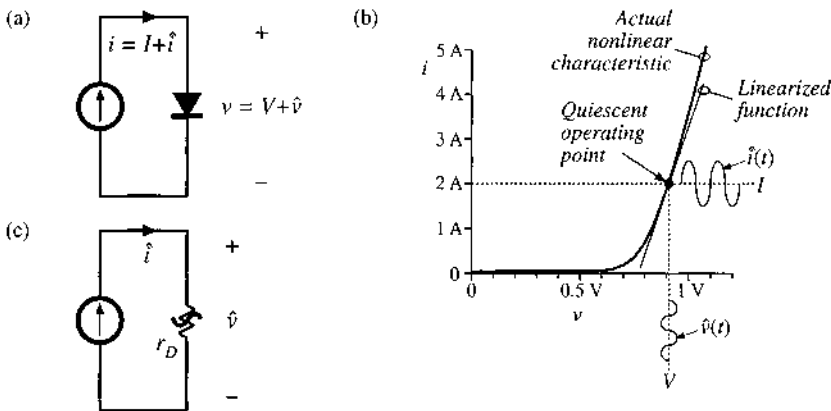 (a)
i = I+î
+
v = V+v̂
−
(c)
î
+
r_D
v̂
−
(b)
Actual
nonlinear
characteristic
Linearized
function
Quiescent
operating
point
i
5 A
4 A
3 A
2 A
1 A
0
î(t)
I
0
0.5 V
1 V
v
v̂(t)
V